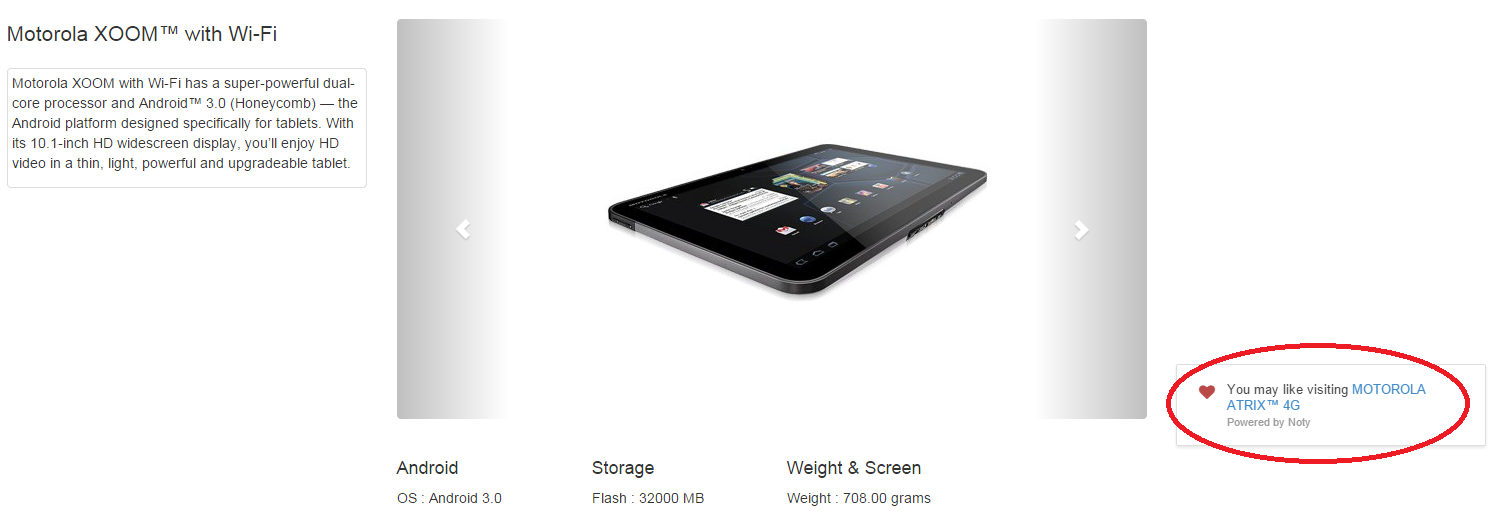 Motorola XOOM™ with Wi-Fi
Motorola XOOM with Wi-Fi has a super-powerful dual-
core processor and Android™ 3.0 (Honeycomb) — the
Android platform designed specifically for tablets. With
its 10.1-inch HD widescreen display, you’ll enjoy HD
video in a thin, light, powerful and upgradeable tablet.
You may like visiting MOTOROLA
ATRIX™ 4G
Powered by Noty
Android
OS : Android 3.0
Storage
Flash : 32000 MB
Weight & Screen
Weight : 708.00 grams